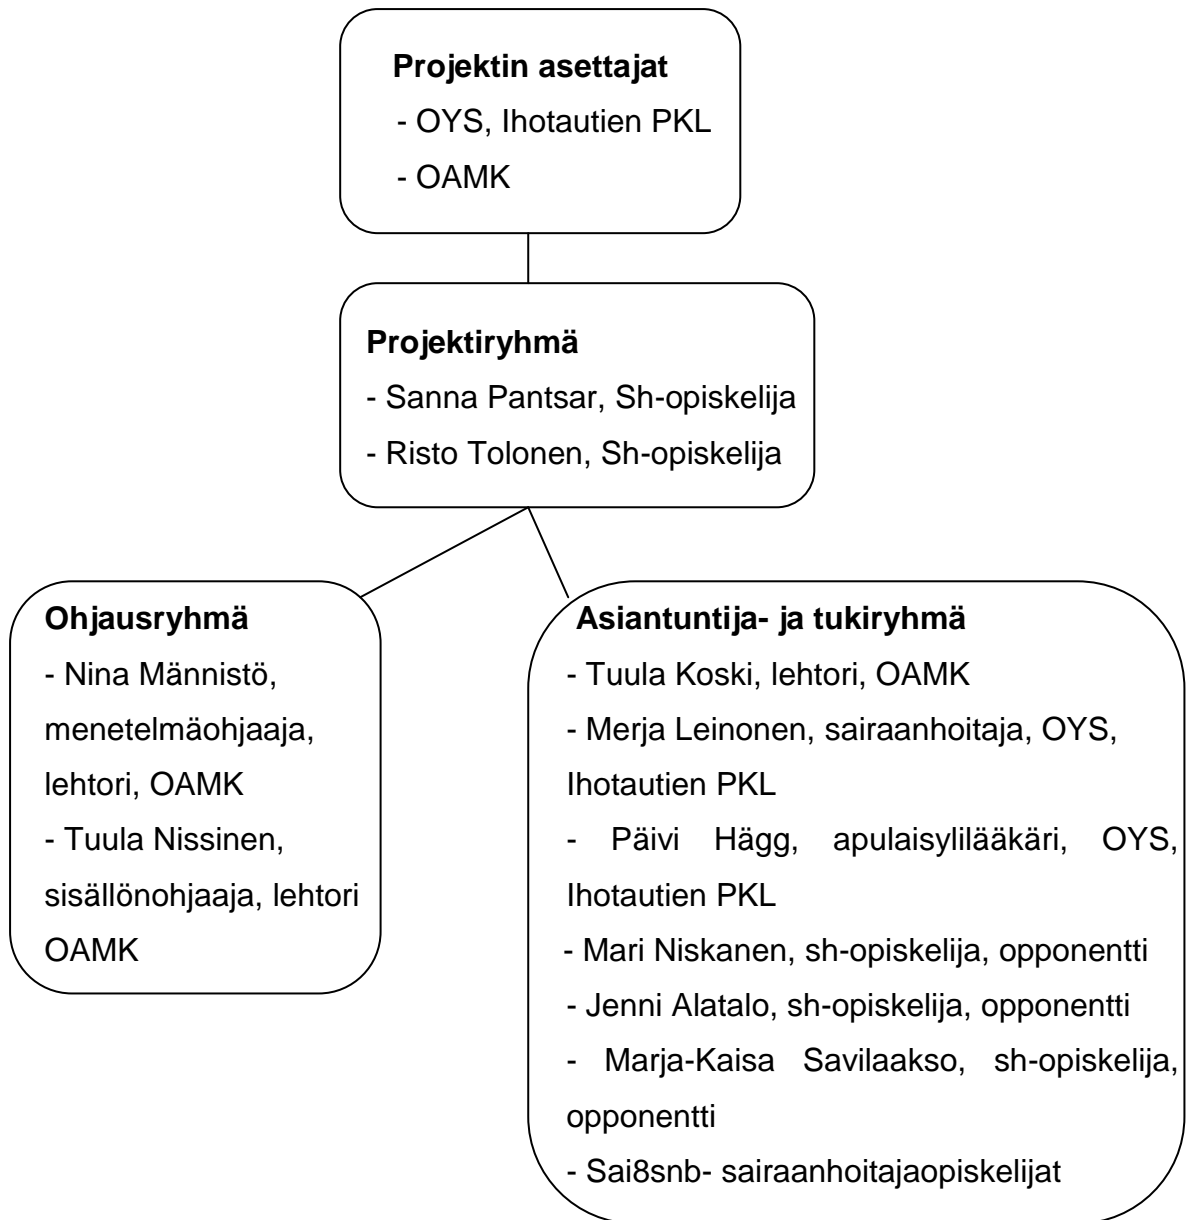 Projektin asettajat
- OYS, Ihotautien PKL
- OAMK
Projektiryhmä
- Sanna Pantsar, Sh-opiskelija
- Risto Tolonen, Sh-opiskelija
Ohjausryhmä
- Nina Männistö,
menetelmäohjaaja,
lehtori, OAMK
- Tuula Nissinen,
sisällönohjaaja, lehtori
OAMK
Asiantuntija- ja tukiryhmä
- Tuula Koski, lehtori, OAMK
- Merja Leinonen, sairaanhoitaja, OYS,
Ihotautien PKL
- Päivi Hägg, apulaisylilääkäri, OYS,
Ihotautien PKL
- Mari Niskanen, sh-opiskelija, opponentti
- Jenni Alatalo, sh-opiskelija, opponentti
- Marja-Kaisa Savilaakso, sh-opiskelija,
opponentti
- Sai8snb- sairaanhoitajaopiskelijat